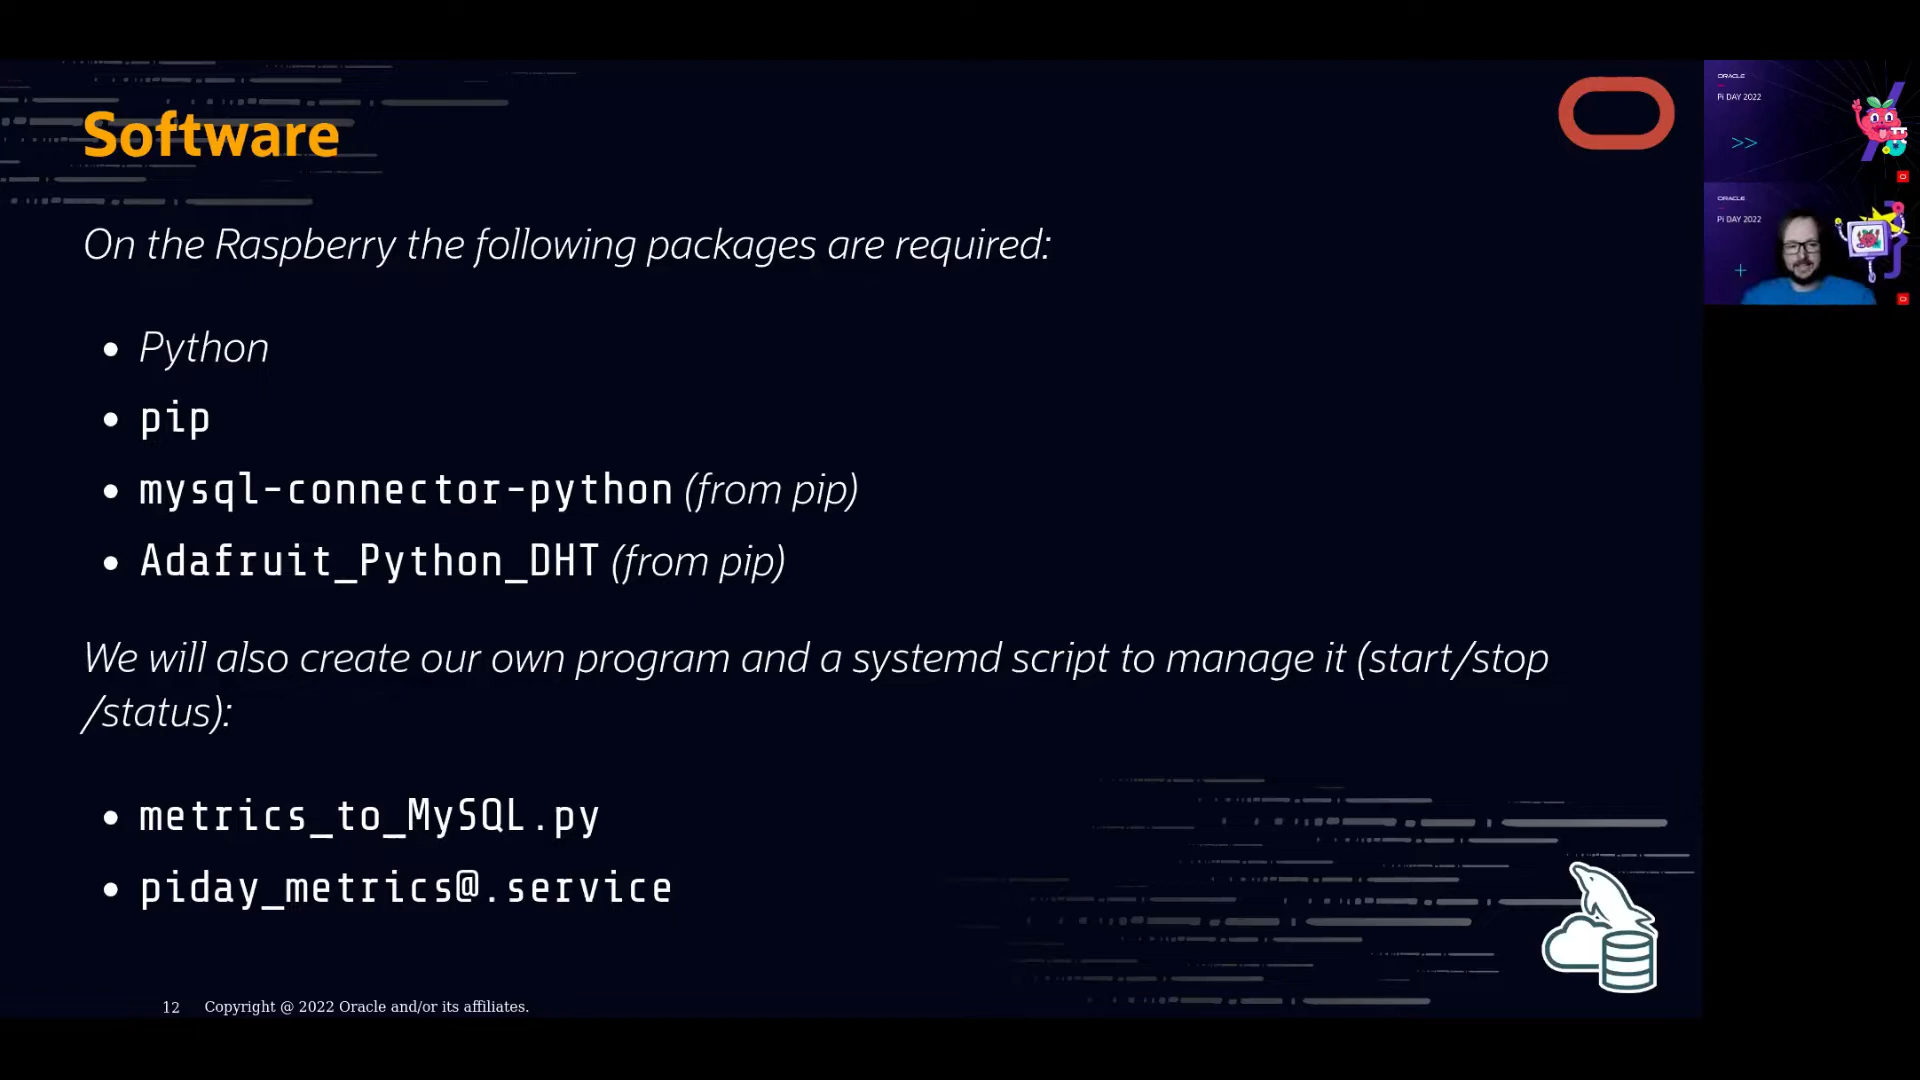 Software
On the Raspberry the following packages are required:
• Python
• pip
• mysql-connector-python (from pip)
• Adafruit_Python_DHT (from pip)
We will also create our own program and a systemd script to manage it (start/stop
/status):
• metrics_to_MySQL.py
• piday_metrics@.service
12 Copyright @ 2022 Oracle and/or its affiliates.
ORACLE
Pi DAY 2022
>>
ORACLE
Pi DAY 2022
+